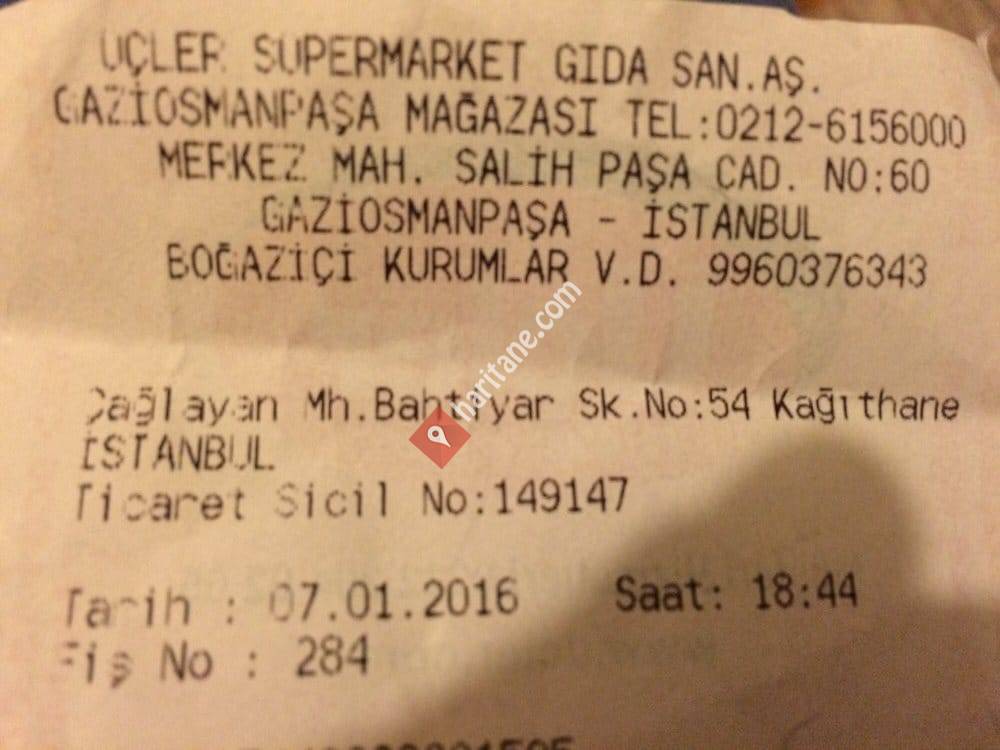 ÜÇLER SÜPERMARKET GIDA SAN.AŞ.
GAZİOSMANPAŞA MAĞAZASI TEL:0212-6156000
MERKEZ MAH. SALİH PAŞA CAD. NO:60
GAZİOSMANPAŞA - İSTANBUL
BOĞAZİÇİ KURUMLAR V.D. 9960376343
haritane.com
Çağlayan Mh.Bahtıyar Sk.No:54 Kağıthane
İSTANBUL
Ticaret Sicil No:149147
Tarih : 07.01.2016 Saat: 18:44
Fiş No : 284